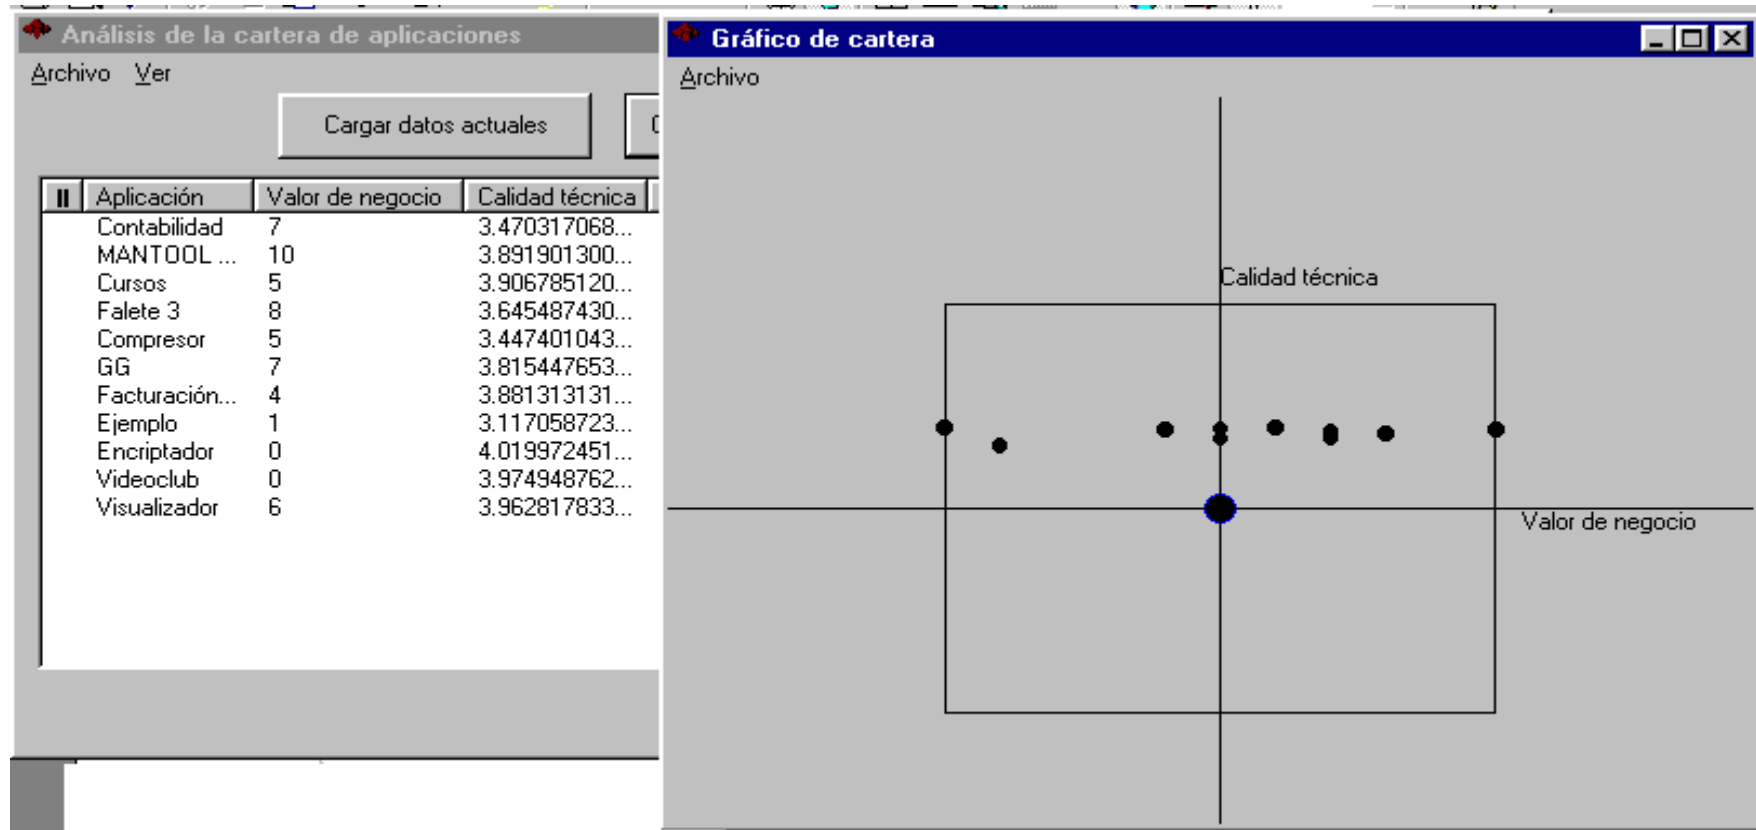 Análisis de la cartera de aplicaciones
Archivo Ver
Cargar datos actuales
Aplicación Valor de negocio Calidad técnica
Contabilidad 7 3.470317068...
MANTOOL ... 10 3.891901300...
Cursos 5 3.906785120...
Falete 3 8 3.645487430...
Compresor 5 3.447401043...
GG 7 3.815447653...
Facturación... 4 3.881313131...
Ejemplo 1 3.117058723...
Encriptador 0 4.019972451...
Videoclub 0 3.974948762...
Visualizador 6 3.962817833...
Gráfico de cartera
Archivo
Calidad técnica
Valor de negocio